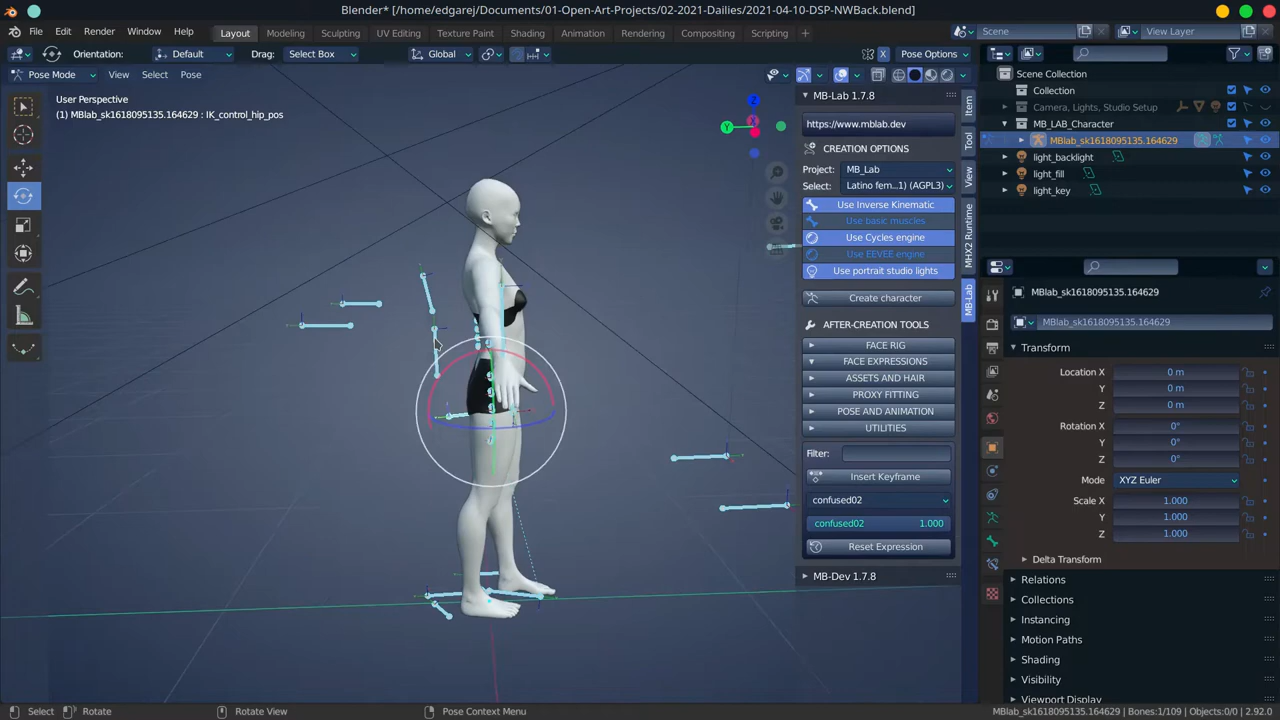 Blender* [/home/edgarej/Documents/01-Open-Art-Projects/02-2021-Dailies/2021-04-10-DSP-NWBack.blend]
File Edit Render Window Help Layout Modeling Sculpting UV Editing Texture Paint Shading Animation Rendering Compositing Scripting + Scene View Layer
Orientation: Default Drag: Select Box Global Pose Options
Pose Mode View Select Pose
User Perspective
(1) MBlab_sk1618095135.164629 : IK_control_hip_pos
Z
Y
Item
Tool
View
MHX2 Runtime
MB-Lab
MB-Lab 1.7.8
https://www.mblab.dev
CREATION OPTIONS
Project: MB_Lab
Select: Latino fem...1) (AGPL3)
Use Inverse Kinematic
Use basic muscles
Use Cycles engine
Use EEVEE engine
Use portrait studio lights
Create character
AFTER-CREATION TOOLS
FACE RIG
FACE EXPRESSIONS
ASSETS AND HAIR
PROXY FITTING
POSE AND ANIMATION
UTILITIES
Filter:
Insert Keyframe
confused02
confused02 1.000
Reset Expression
MB-Dev 1.7.8
Scene Collection
Collection
Camera, Lights, Studio Setup
MB_LAB_Character
MBlab_sk1618095135.164629
light_backlight
light_fill
light_key
MBlab_sk1618095135.164629
MBlab_sk1618095135.164629
Transform
Location X 0 m
Y 0 m
Z 0 m
Rotation X 0°
Y 0°
Z 0°
Mode XYZ Euler
Scale X 1.000
Y 1.000
Z 1.000
Delta Transform
Relations
Collections
Instancing
Motion Paths
Shading
Visibility
Viewport Display
Select Rotate Rotate View Pose Context Menu MBlab_sk1618095135.164629 | Bones:1/109 | Objects:0/0 | 2.92.0